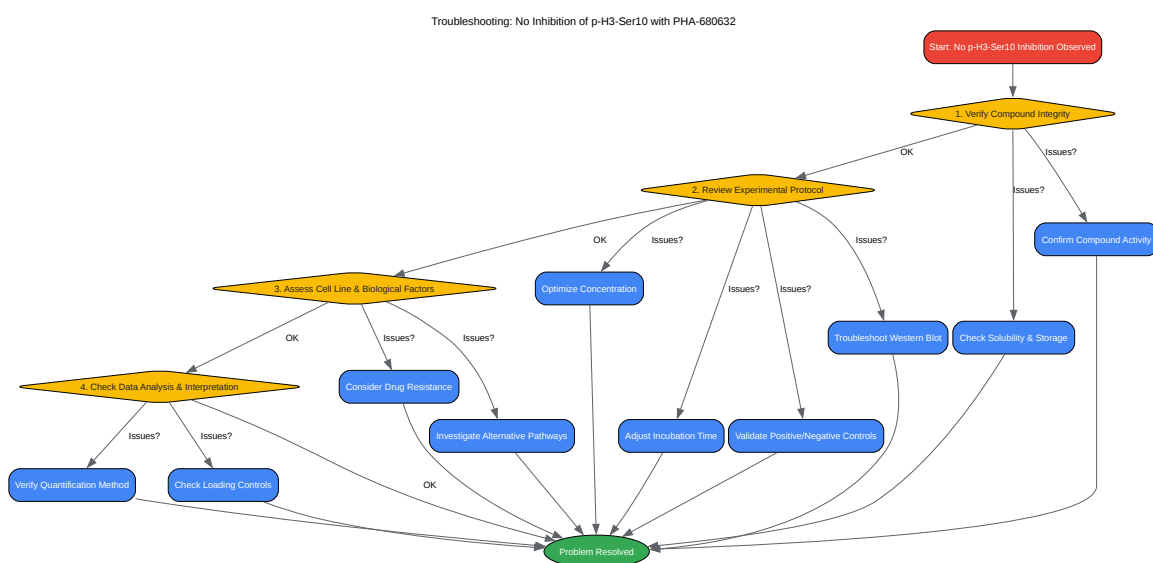 Troubleshooting: No Inhibition of p-H3-Ser10 with PHA-680632
Start: No p-H3-Ser10 Inhibition Observed
1. Verify Compound Integrity
OK
Issues?
Issues?
2. Review Experimental Protocol
Confirm Compound Activity
OK
Issues?
Issues?
Issues?
Issues?
3. Assess Cell Line & Biological Factors
Optimize Concentration
Troubleshoot Western Blot
Check Solubility & Storage
OK
Issues?
Issues?
4. Check Data Analysis & Interpretation
Consider Drug Resistance
Investigate Alternative Pathways
Adjust Incubation Time
Validate Positive/Negative Controls
Issues?
Issues?
OK
Verify Quantification Method
Check Loading Controls
Problem Resolved